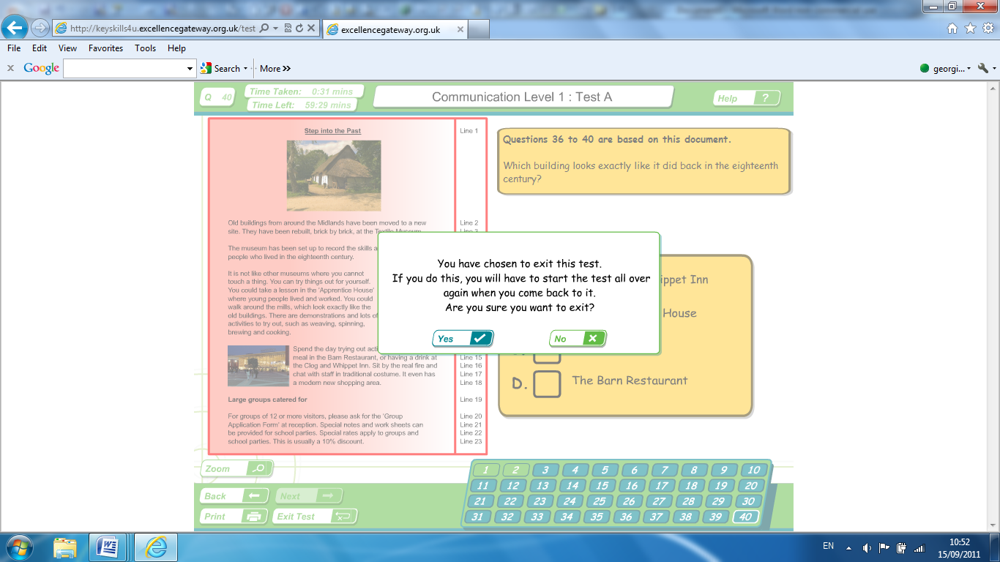 http://keyskills4u.excellencegateway.org.uk/test
excellencegateway.org.uk
File Edit View Favorites Tools Help
x Google Search More >> georgi...
Q 40
Time Taken: 0:31 mins
Time Left: 59:29 mins
Communication Level 1 : Test A
Help ?
Step into the Past
Line 1
Old buildings from around the Midlands have been moved to a new Line 2
site. They have been rebuilt, brick by brick, at the Textile Museum. Line 3
The museum has been set up to record the skills a
people who lived in the eighteenth century.
It is not like other museums where you cannot
touch a thing. You can try things out for yourself.
You could take a lesson in the 'Apprentice House'
where young people lived and worked. You could
walk around the mills, which look exactly like the
old buildings. There are demonstrations and lots of
activities to try out, such as weaving, spinning,
brewing and cooking.
Spend the day trying out acti
meal in the Barn Restaurant, or having a drink at Line 15
the Clog and Whippet Inn. Sit by the real fire and Line 16
chat with staff in traditional costume. It even has Line 17
a modern new shopping area. Line 18
Large groups catered for Line 19
For groups of 12 or more visitors, please ask for the 'Group Line 20
Application Form' at reception. Special notes and work sheets can Line 21
be provided for school parties. Special rates apply to groups and Line 22
school parties. This is usually a 10% discount. Line 23
Questions 36 to 40 are based on this document.
Which building looks exactly like it did back in the eighteenth
century?
ippet Inn
House
D. The Barn Restaurant
You have chosen to exit this test.
If you do this, you will have to start the test all over
again when you come back to it.
Are you sure you want to exit?
Yes No
Zoom
Back Next
Print Exit Test
1 2 3 4 5 6 7 8 9 10
11 12 13 14 15 16 17 18 19 20
21 22 23 24 25 26 27 28 29 30
31 32 33 34 35 36 37 38 39 40
EN
10:52
15/09/2011